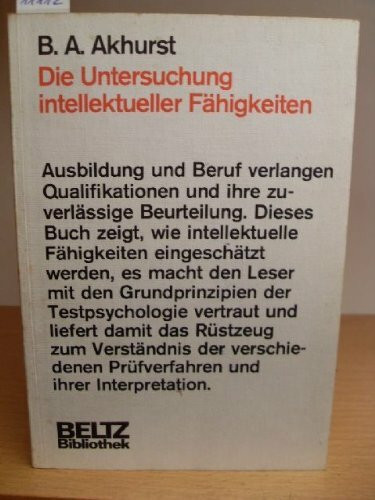 B. A. Akhurst
Die Untersuchung
intellektueller Fähigkeiten
Ausbildung und Beruf verlangen
Qualifikationen und ihre zu-
verlässige Beurteilung. Dieses
Buch zeigt, wie intellektuelle
Fähigkeiten eingeschätzt
werden, es macht den Leser
mit den Grundprinzipien der
Testpsychologie vertraut und
liefert damit das Rüstzeug
zum Verständnis der verschie-
denen Prüfverfahren und
ihrer Interpretation.
BELTZ
Bibliothek